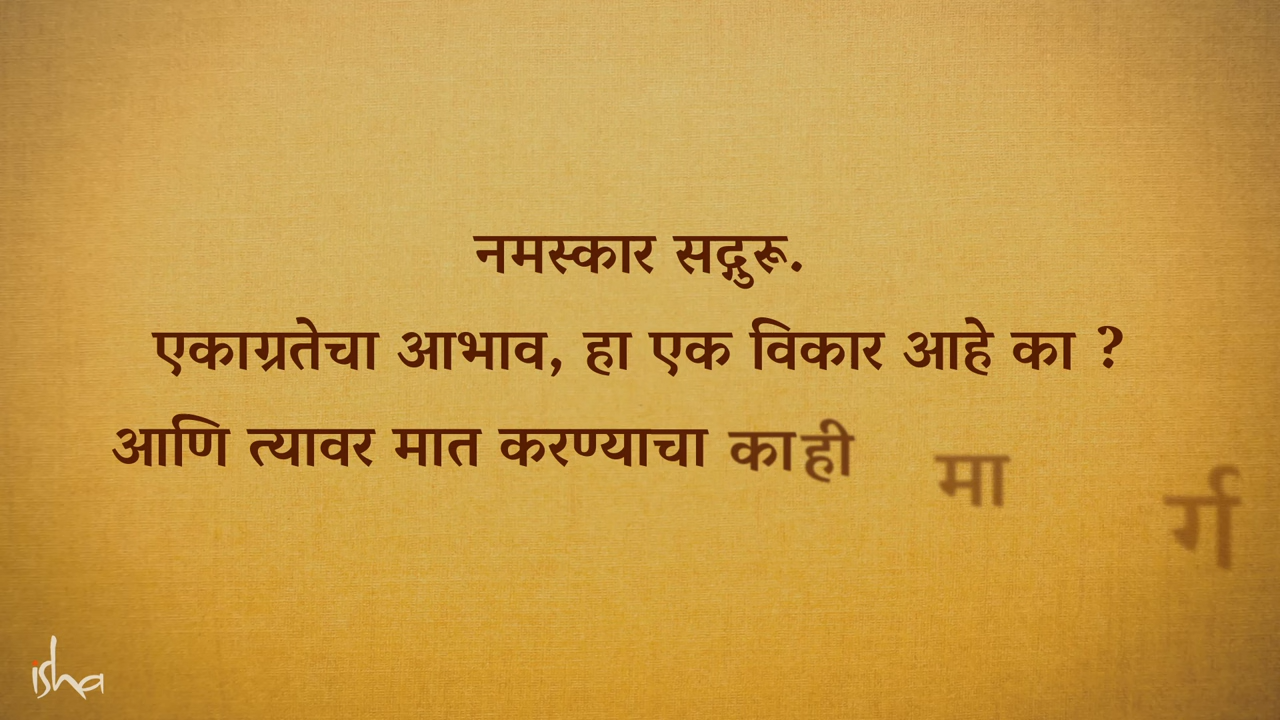 नमस्कार सद्गुरू.
एकाग्रतेचा आभाव, हा एक विकार आहे का ?
आणि त्यावर मात करण्याचा काही मार्ग
isha